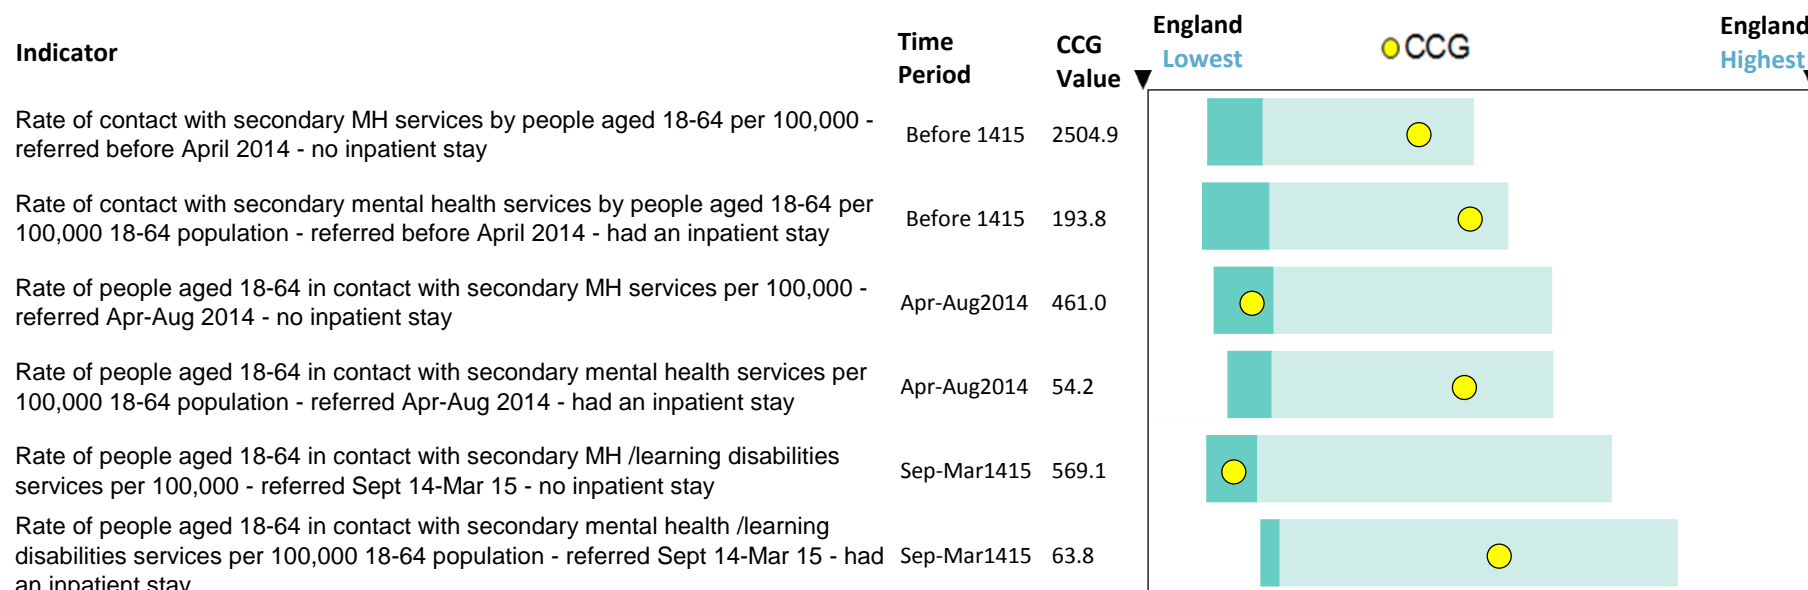 Indicator
Time Period
CCG Value
England Lowest
CCG
England Highest
Rate of contact with secondary MH services by people aged 18-64 per 100,000 -
referred before April 2014 - no inpatient stay
Before 1415 2504.9
Rate of contact with secondary mental health services by people aged 18-64 per
100,000 18-64 population - referred before April 2014 - had an inpatient stay
Before 1415 193.8
Rate of people aged 18-64 in contact with secondary MH services per 100,000 -
referred Apr-Aug 2014 - no inpatient stay
Apr-Aug2014 461.0
Rate of people aged 18-64 in contact with secondary mental health services per
100,000 18-64 population - referred Apr-Aug 2014 - had an inpatient stay
Apr-Aug2014 54.2
Rate of people aged 18-64 in contact with secondary MH /learning disabilities
services per 100,000 - referred Sept 14-Mar 15 - no inpatient stay
Sep-Mar1415 569.1
Rate of people aged 18-64 in contact with secondary mental health /learning
disabilities services per 100,000 18-64 population - referred Sept 14-Mar 15 - had
an inpatient stay
Sep-Mar1415 63.8